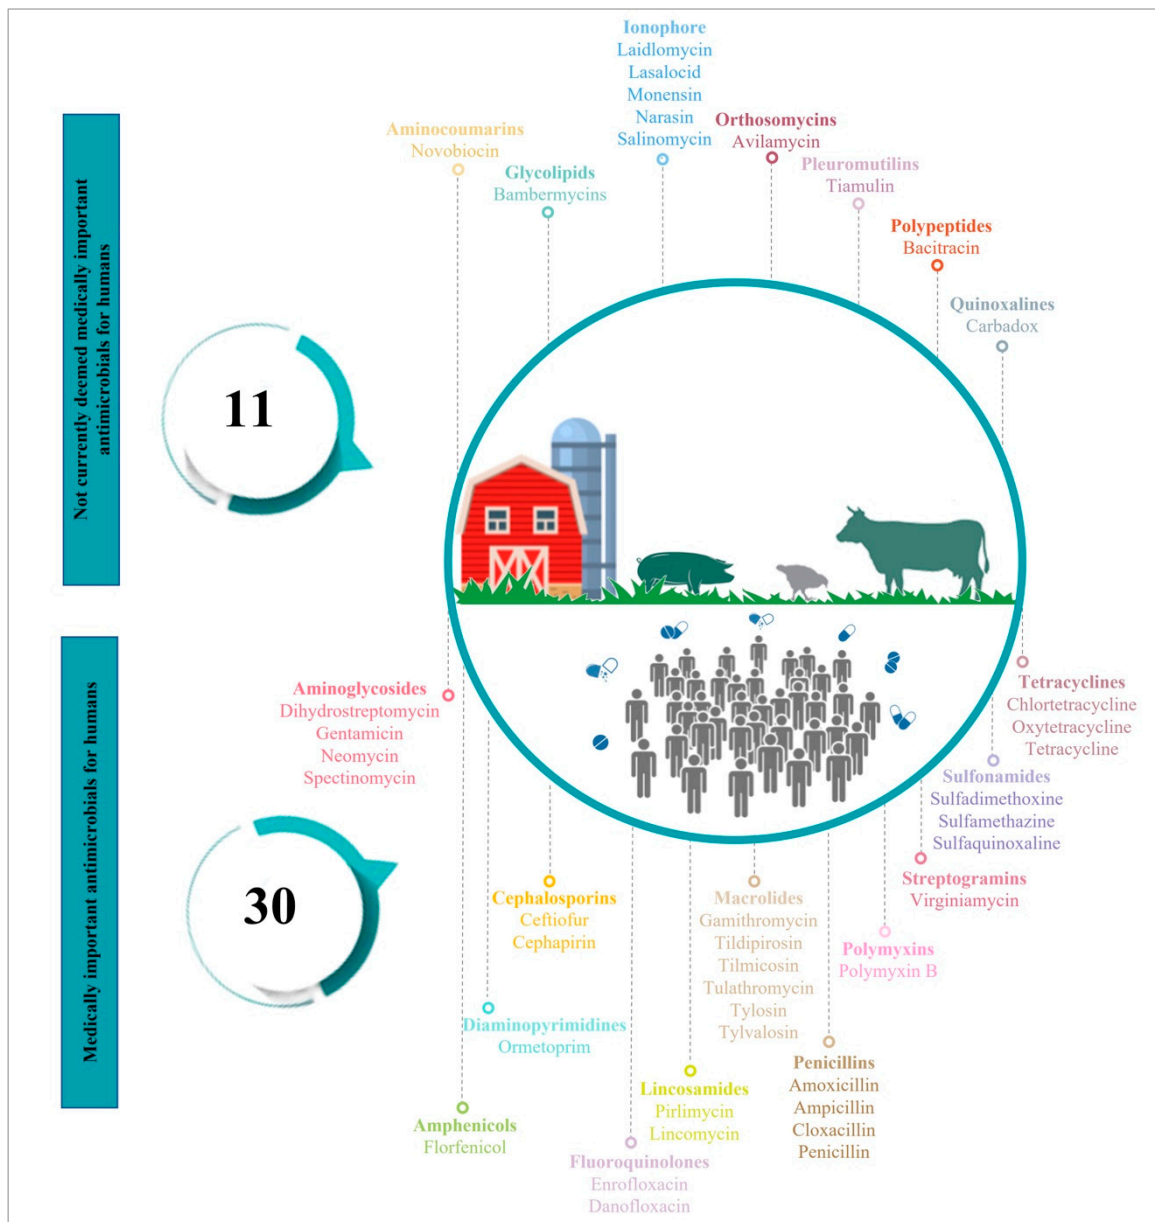 Not currently deemed medically important
antimicrobials for humans
11
Aminocoumarins
Novobiocin
Glycolipids
Bambermycins
Ionophore
Laidlomycin
Lasalocid
Monensin
Narasin
Salinomycin
Orthosomycins
Avilamycin
Pleuromutilins
Tiamulin
Polypeptides
Bacitracin
Quinoxalines
Carbadox
Medically important antimicrobials for humans
30
Aminoglycosides
Dihydrostreptomycin
Gentamicin
Neomycin
Spectinomycin
Amphenicols
Florfenicol
Diaminopyrimidines
Ormetoprim
Cephalosporins
Ceftiofur
Cephapirin
Fluoroquinolones
Enrofloxacin
Danofloxacin
Lincosamides
Pirlimycin
Lincomycin
Macrolides
Gamithromycin
Tildipirosin
Tilmicosin
Tulathromycin
Tylosin
Tylvalosin
Penicillins
Amoxicillin
Ampicillin
Cloxacillin
Penicillin
Polymyxins
Polymyxin B
Streptogramins
Virginiamycin
Sulfonamides
Sulfadimethoxine
Sulfamethazine
Sulfaquinoxaline
Tetracyclines
Chlortetracycline
Oxytetracycline
Tetracycline